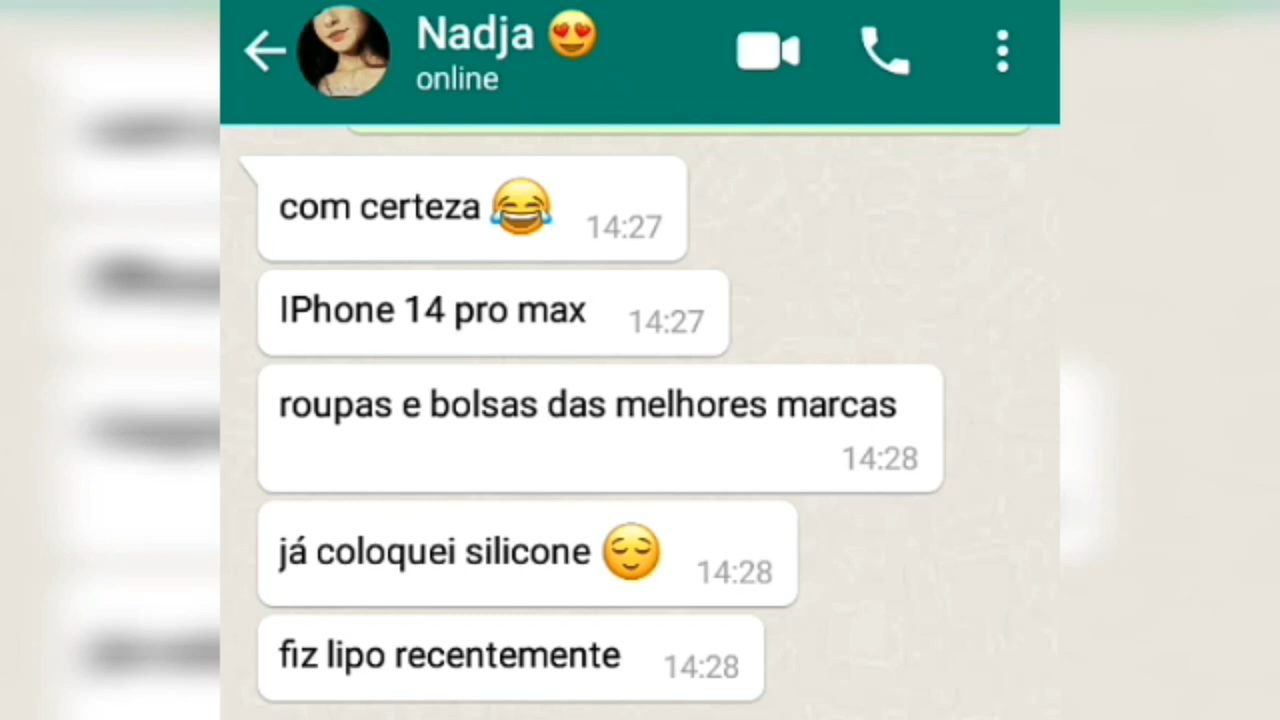 Nadja 😍
online
com certeza 😂 14:27
IPhone 14 pro max 14:27
roupas e bolsas das melhores marcas
14:28
já coloquei silicone 😌 14:28
fiz lipo recentemente 14:28